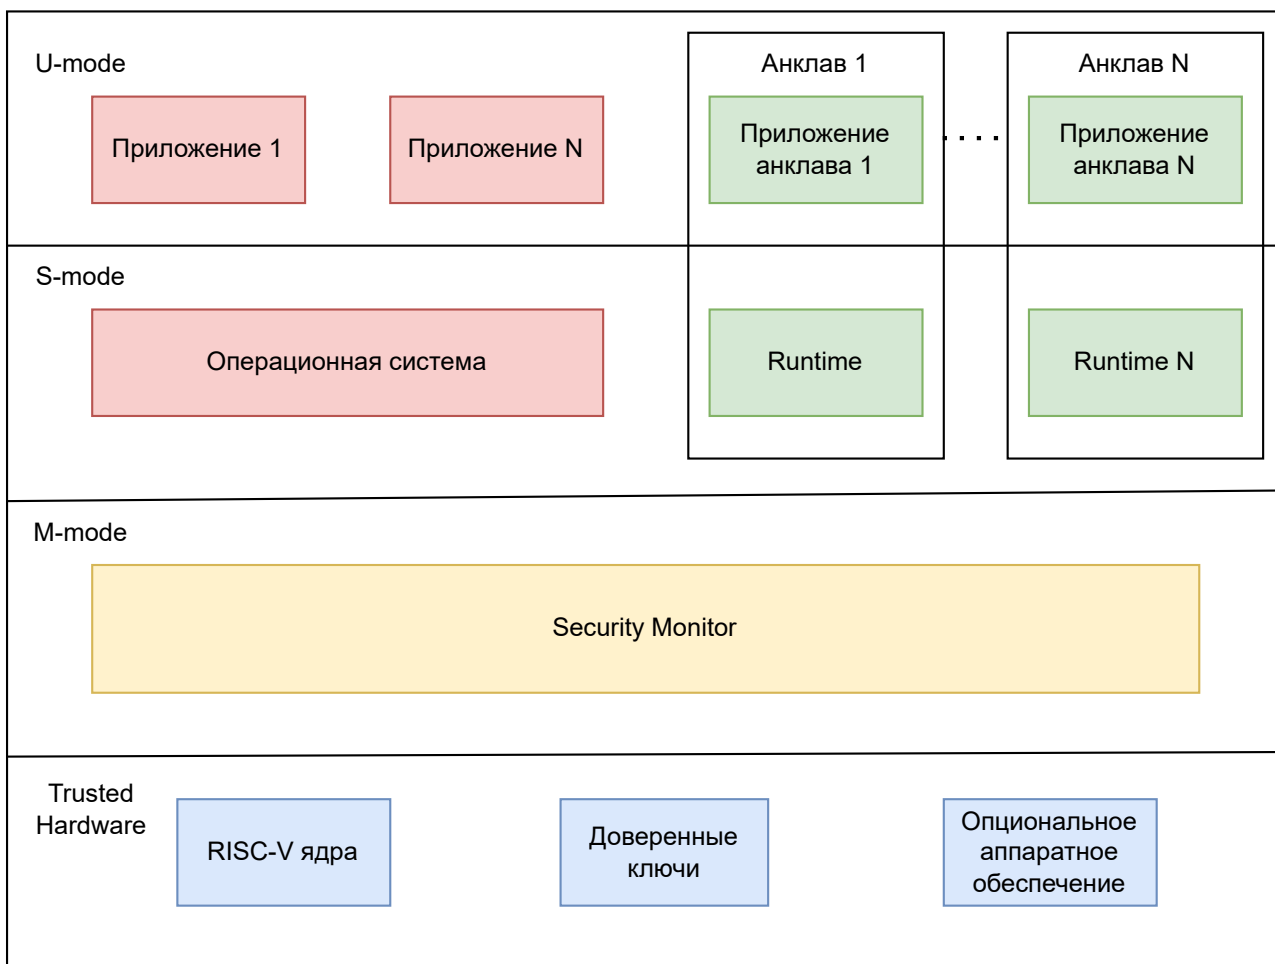 U-mode
Анклав 1
Анклав N
Приложение 1
Приложение N
Приложение
анклава 1
Приложение
анклава N
S-mode
Операционная система
Runtime
Runtime N
M-mode
Security Monitor
Trusted
Hardware
RISC-V ядра
Доверенные
ключи
Опциональное
аппаратное
обеспечение